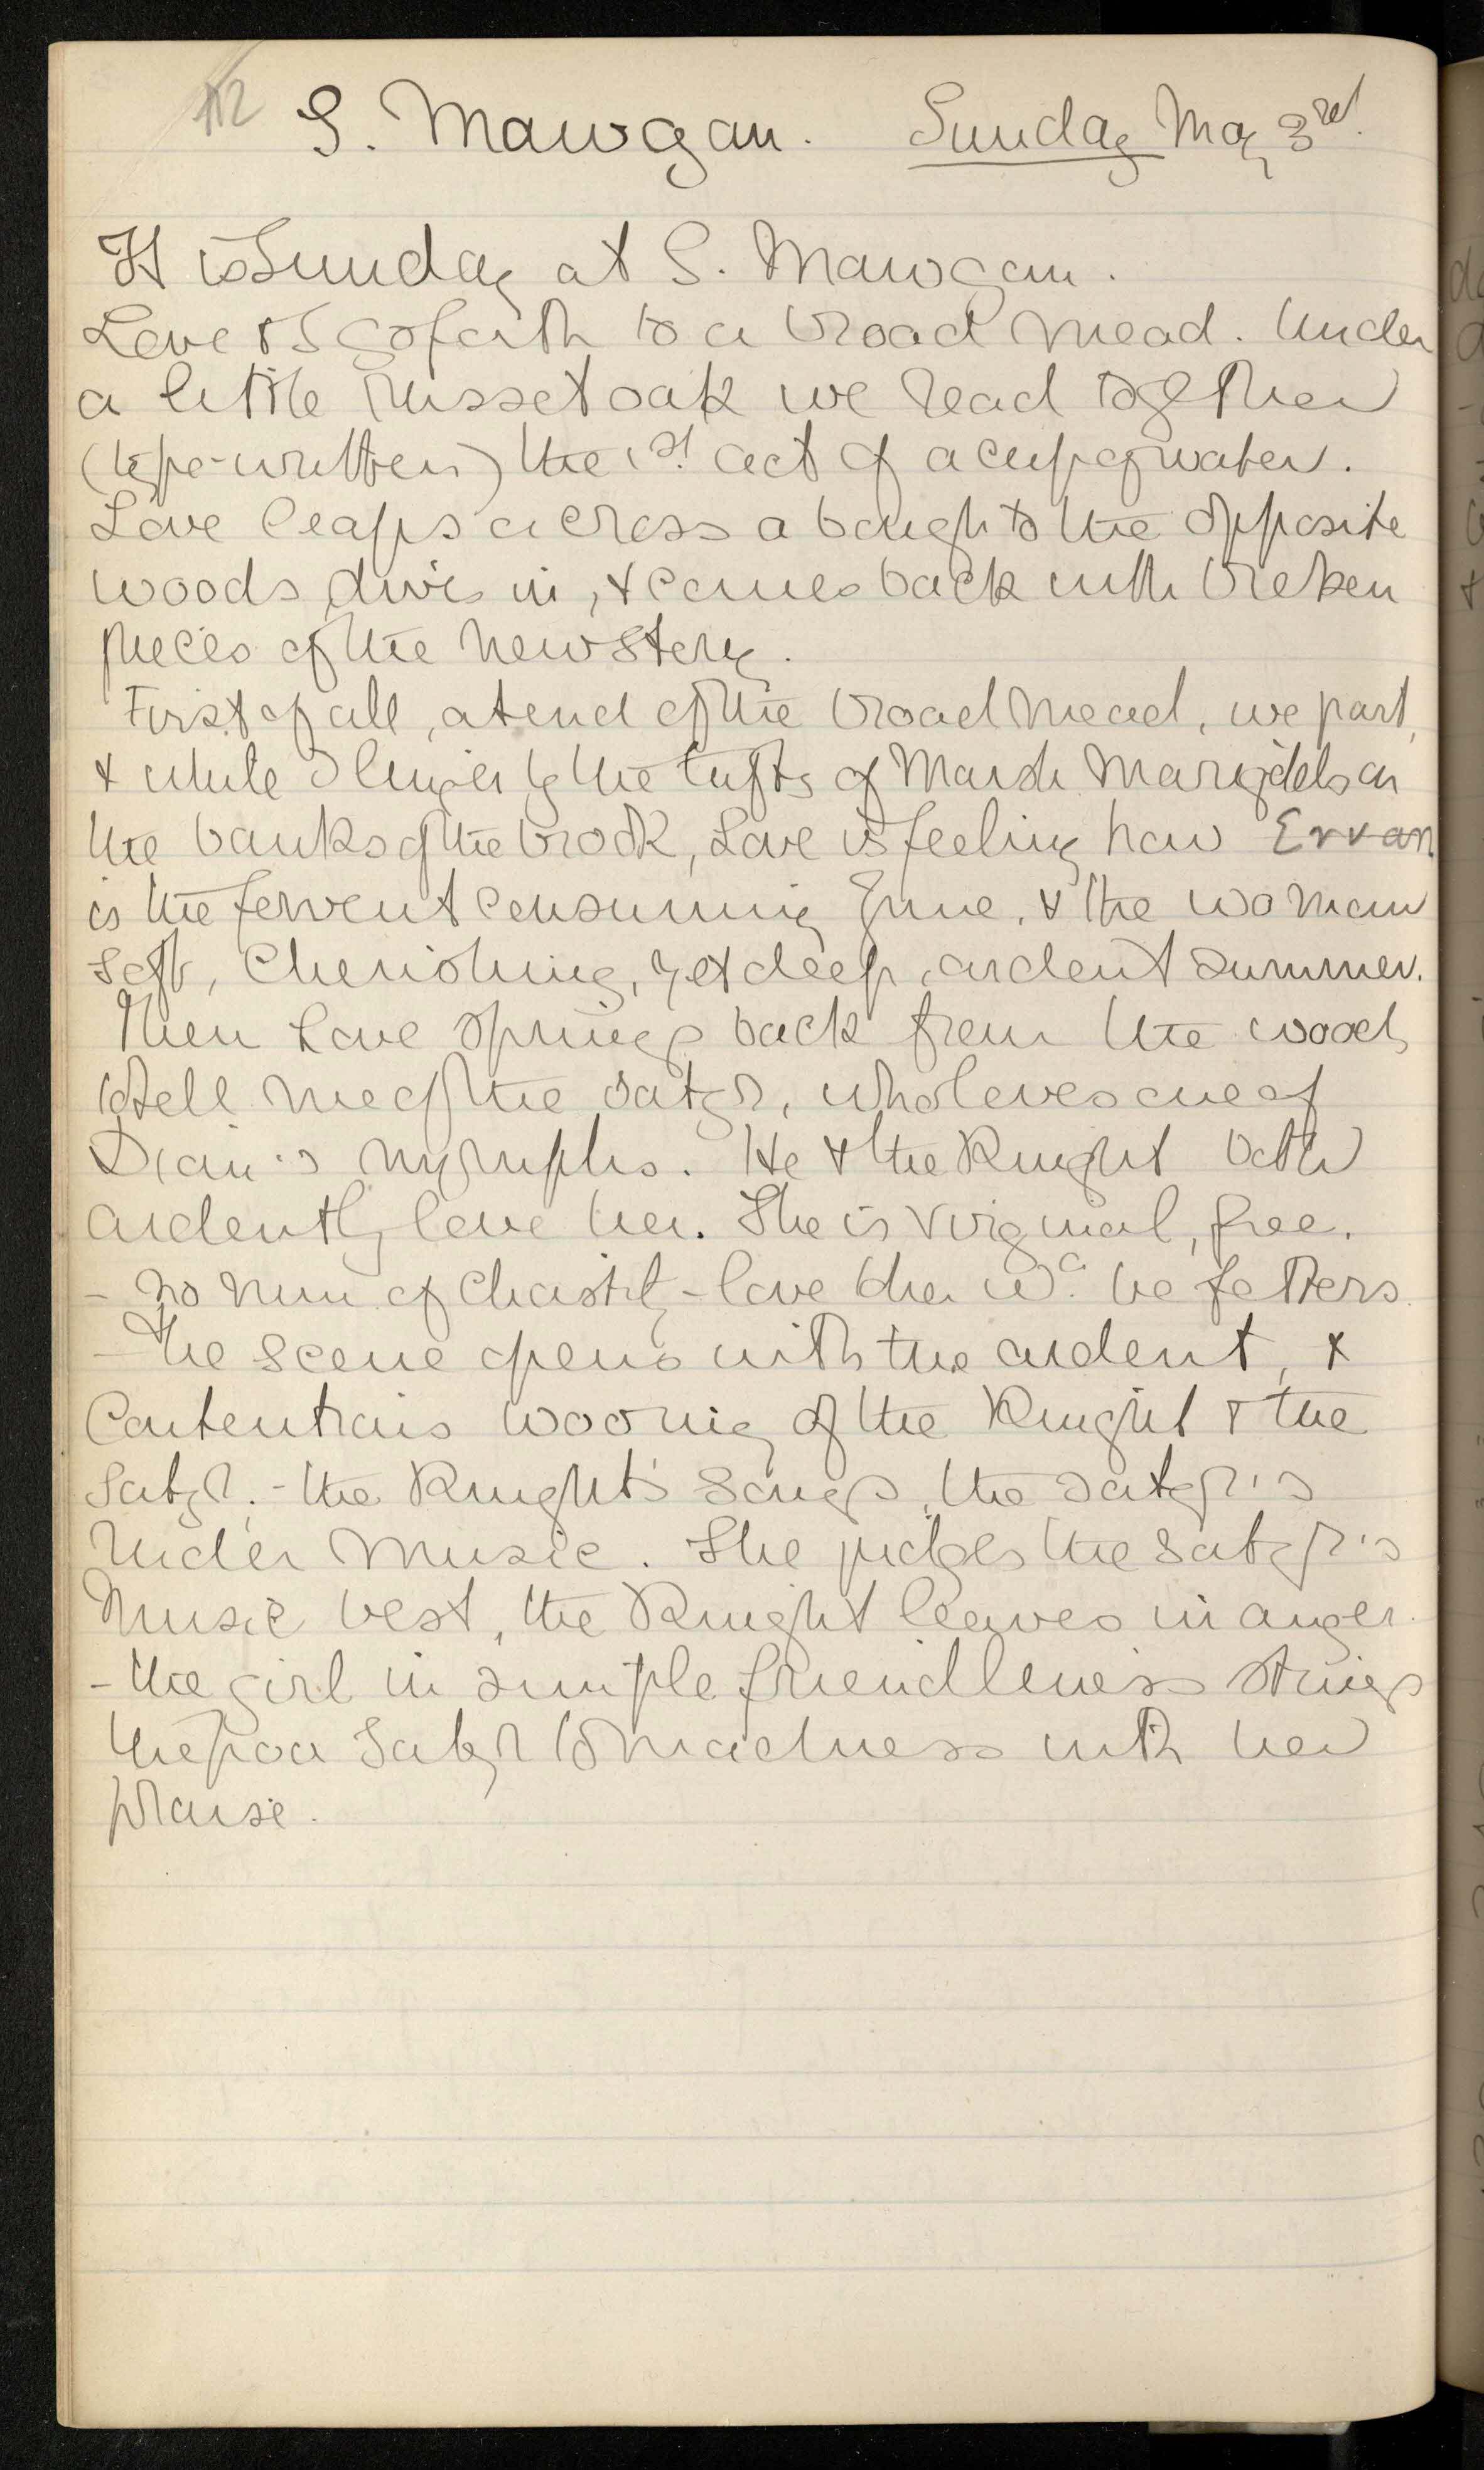 112 S. Mawgan. Sunday May 3rd.
It is Sunday at S. Mawgan.
Love & I go forth to a broad mead. Under
a little russet oak we read together
(type-written) the 1st. act of a cup of water.
Love leaps across a bough to the opposite
woods, dives in, & comes back with broken
pieces of the new story.
First of all, at end of the broad mead, we part,
& while I linger by the tufts of Marsh Marigolds on
the banks of the brook, Love is feeling how
is the fervent consuming June, & the woman
soft, cherishing, yet deep, ardent summer.
Then Love springs back from the wood,
to tell me of the satyr, who loves one of
Dian's nymphs. He & the Knight both
ardently love her. She is virginal, free.
- no nun of chastity - love to her wd. be fetters.
- The scene opens with the ardent, &
contentious wooing of the Knight & the
Satyr. - the Knight's songs, the satyr's
under music. She judges the satyr's
music best, the Knight leaves in anger.
- the girl in simple friendliness stings
the poor Satyr to madness with her
praise.